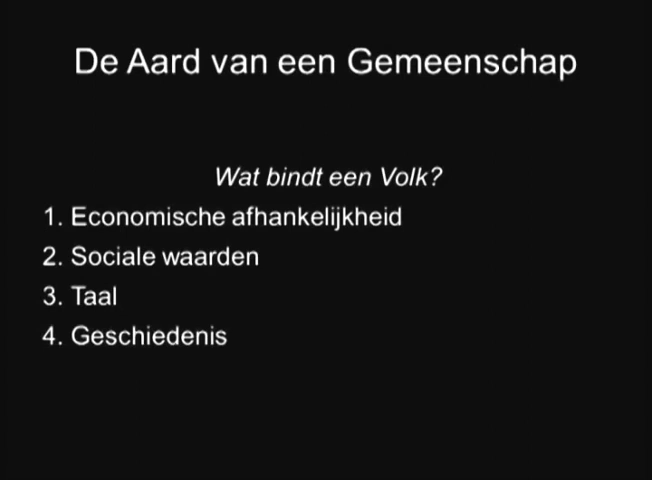 De Aard van een Gemeenschap
Wat bindt een Volk?
1. Economische afhankelijkheid
2. Sociale waarden
3. Taal
4. Geschiedenis